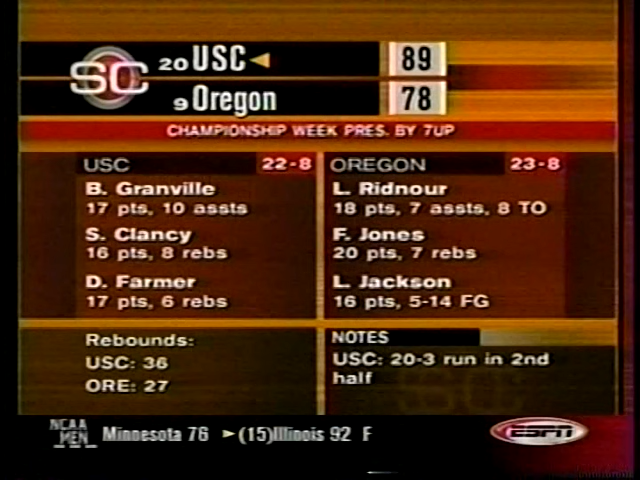 SC
20 USC ◄ 89
9 Oregon 78
CHAMPIONSHIP WEEK PRES. BY 7UP
USC 22-8
B. Granville
17 pts, 10 assts
S. Clancy
16 pts, 8 rebs
D. Farmer
17 pts, 6 rebs
OREGON 23-8
L. Ridnour
18 pts, 7 assts, 8 TO
F. Jones
20 pts, 7 rebs
L. Jackson
16 pts, 5-14 FG
Rebounds:
USC: 36
ORE: 27
NOTES
USC: 20-3 run in 2nd
half
NCAA
MEN
Minnesota 76 ►(15)Illinois 92 F
ESPN